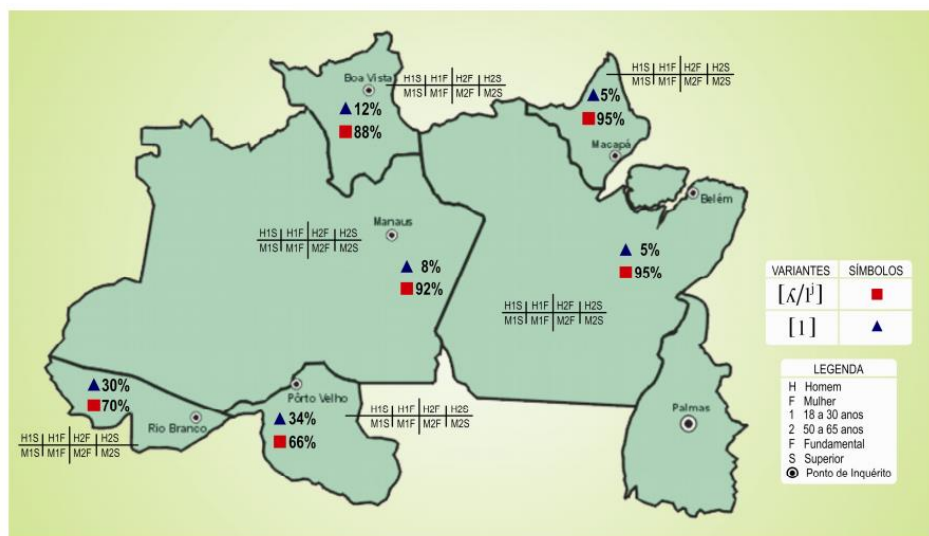 H1S H1F H2F H2S
M1S M1F M2F M2S
Boa Vista
H1S H1F H2F H2S
M1S M1F M2F M2S
12%
88%
5%
95%
Macapá
Belém
Manaus
H1S H1F H2F H2S
M1S M1F M2F M2S
8%
92%
5%
95%
H1S H1F H2F H2S
M1S M1F M2F M2S
30%
70%
Rio Branco
H1S H1F H2F H2S
M1S M1F M2F M2S
Pôrto Velho
34%
66%
H1S H1F H2F H2S
M1S M1F M2F M2S
Palmas
VARIANTES SÍMBOLOS
[ʎ/lʲ]
[l]
LEGENDA
H Homem
F Mulher
1 18 a 30 anos
2 50 a 65 anos
F Fundamental
S Superior
Ponto de Inquérito